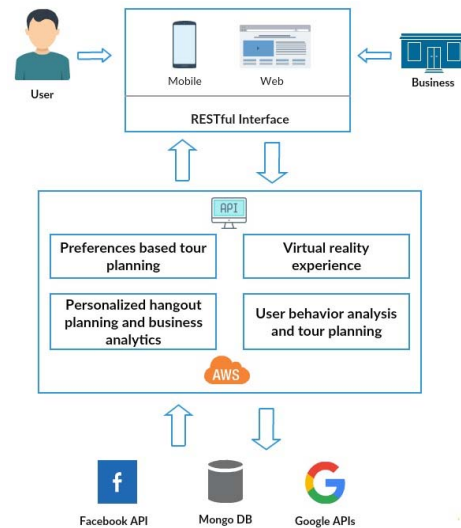 User
Mobile
Web
Business
RESTful Interface
API
Preferences based tour
planning
Virtual reality
experience
Personalized hangout
planning and business
analytics
User behavior analysis
and tour planning
AWS
f
Facebook API
Mongo DB
G
Google APIs